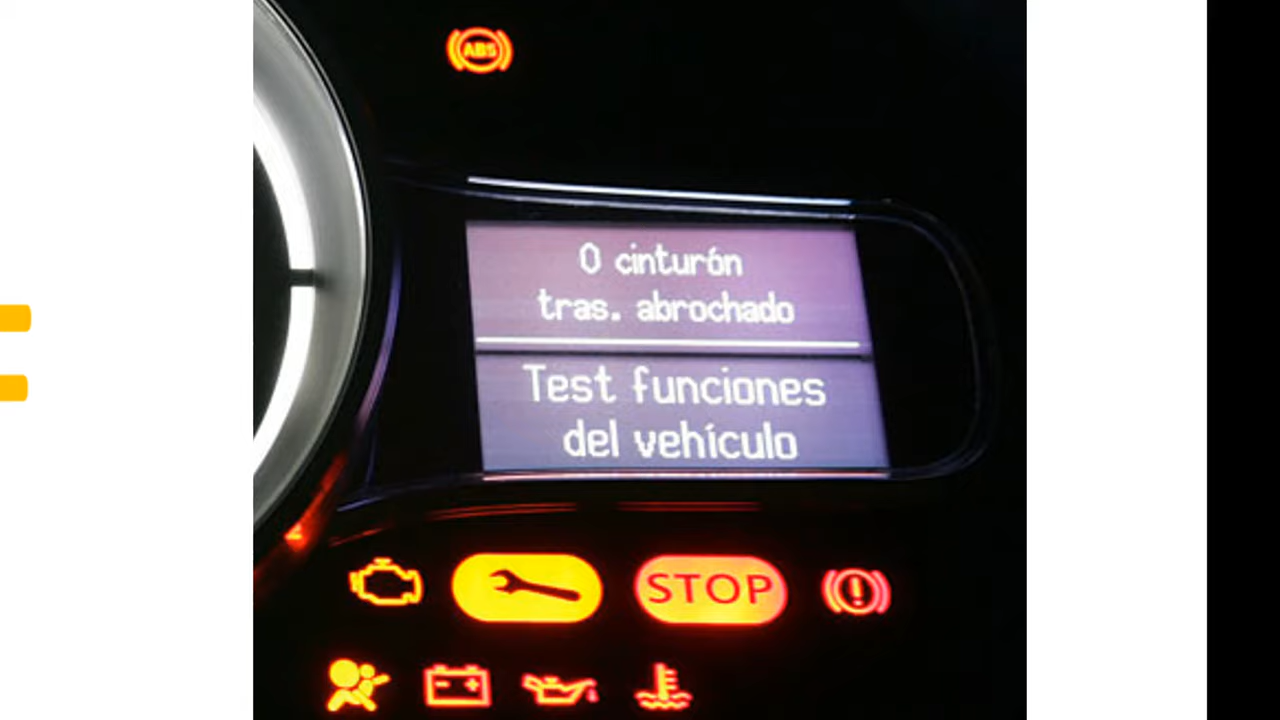 ABS
0 cinturón
tras. abrochado
Test funciones
del vehículo
STOP